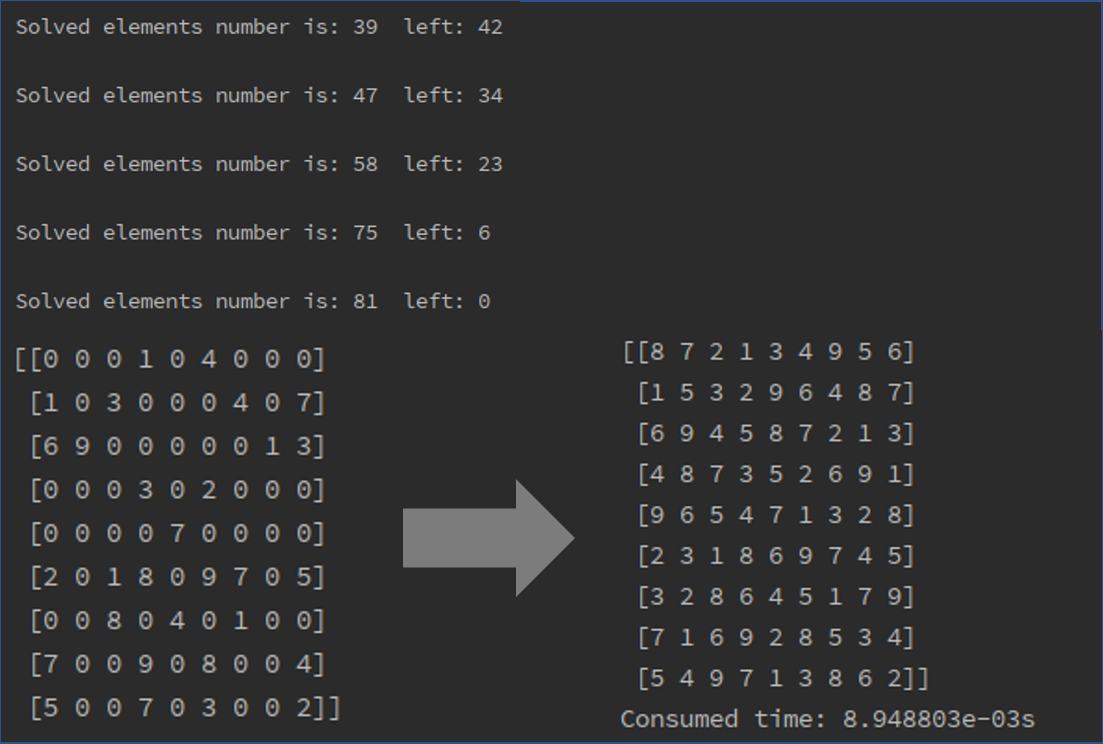 Solved elements number is: 39  left: 42
Solved elements number is: 47  left: 34
Solved elements number is: 58  left: 23
Solved elements number is: 75  left: 6
Solved elements number is: 81  left: 0
[[0 0 0 1 0 4 0 0 0]
[1 0 3 0 0 0 4 0 7]
[6 9 0 0 0 0 0 1 3]
[0 0 0 3 0 2 0 0 0]
[0 0 0 0 7 0 0 0 0]
[2 0 1 8 0 9 7 0 5]
[0 0 8 0 4 0 1 0 0]
[7 0 0 9 0 8 0 0 4]
[5 0 0 7 0 3 0 0 2]]
[[8 7 2 1 3 4 9 5 6]
[1 5 3 2 9 6 4 8 7]
[6 9 4 5 8 7 2 1 3]
[4 8 7 3 5 2 6 9 1]
[9 6 5 4 7 1 3 2 8]
[2 3 1 8 6 9 7 4 5]
[3 2 8 6 4 5 1 7 9]
[7 1 6 9 2 8 5 3 4]
[5 4 9 7 1 3 8 6 2]]
Consumed time: 8.948803e-03s